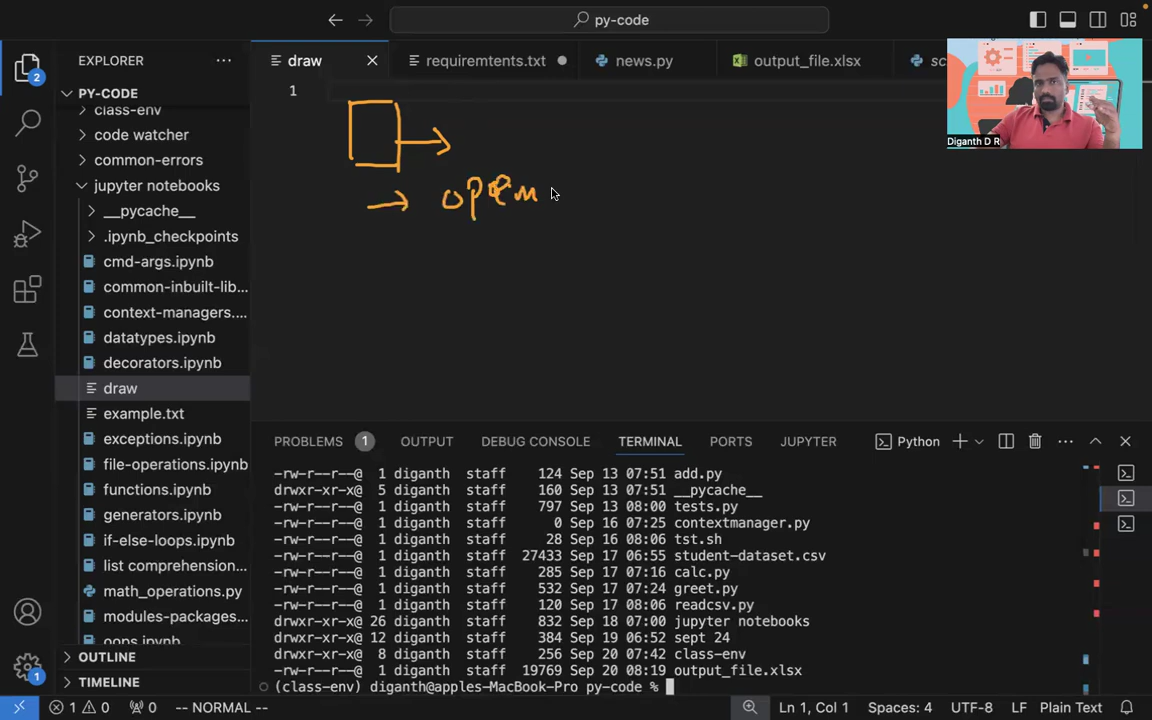 py-code
EXPLORER
draw
requiremtents.txt
news.py
output_file.xlsx
2
PY-CODE
class-env
code watcher
common-errors
jupyter notebooks
__pycache__
.ipynb_checkpoints
cmd-args.ipynb
common-inbuilt-lib...
context-managers....
datatypes.ipynb
decorators.ipynb
draw
example.txt
exceptions.ipynb
file-operations.ipynb
functions.ipynb
generators.ipynb
if-else-loops.ipynb
list comprehension...
math_operations.py
modules-packages...
oops.ipynb
OUTLINE
TIMELINE
1
1
open
Diganth D R
PROBLEMS 1 OUTPUT DEBUG CONSOLE TERMINAL PORTS JUPYTER Python
-rw-r--r--@ 1 diganth staff 124 Sep 13 07:51 add.py
drwxr-xr-x@ 5 diganth staff 160 Sep 13 07:51 __pycache__
-rw-r--r--@ 1 diganth staff 797 Sep 13 08:00 tests.py
-rw-r--r--@ 1 diganth staff 0 Sep 16 07:25 contextmanager.py
-rw-r--r--@ 1 diganth staff 28 Sep 16 08:06 tst.sh
-rw-r--r--@ 1 diganth staff 27433 Sep 17 06:55 student-dataset.csv
-rw-r--r--@ 1 diganth staff 285 Sep 17 07:16 calc.py
-rw-r--r--@ 1 diganth staff 532 Sep 17 07:24 greet.py
-rw-r--r--@ 1 diganth staff 120 Sep 17 08:06 readcsv.py
drwxr-xr-x@ 26 diganth staff 832 Sep 18 07:00 jupyter notebooks
drwxr-xr-x@ 12 diganth staff 384 Sep 19 06:52 sept 24
drwxr-xr-x@ 8 diganth staff 256 Sep 20 07:42 class-env
-rw-r--r--@ 1 diganth staff 19769 Sep 20 08:19 output_file.xlsx
(class-env) diganth@apples-MacBook-Pro py-code %
1 0 0 -- NORMAL -- Ln 1, Col 1 Spaces: 4 UTF-8 LF Plain Text